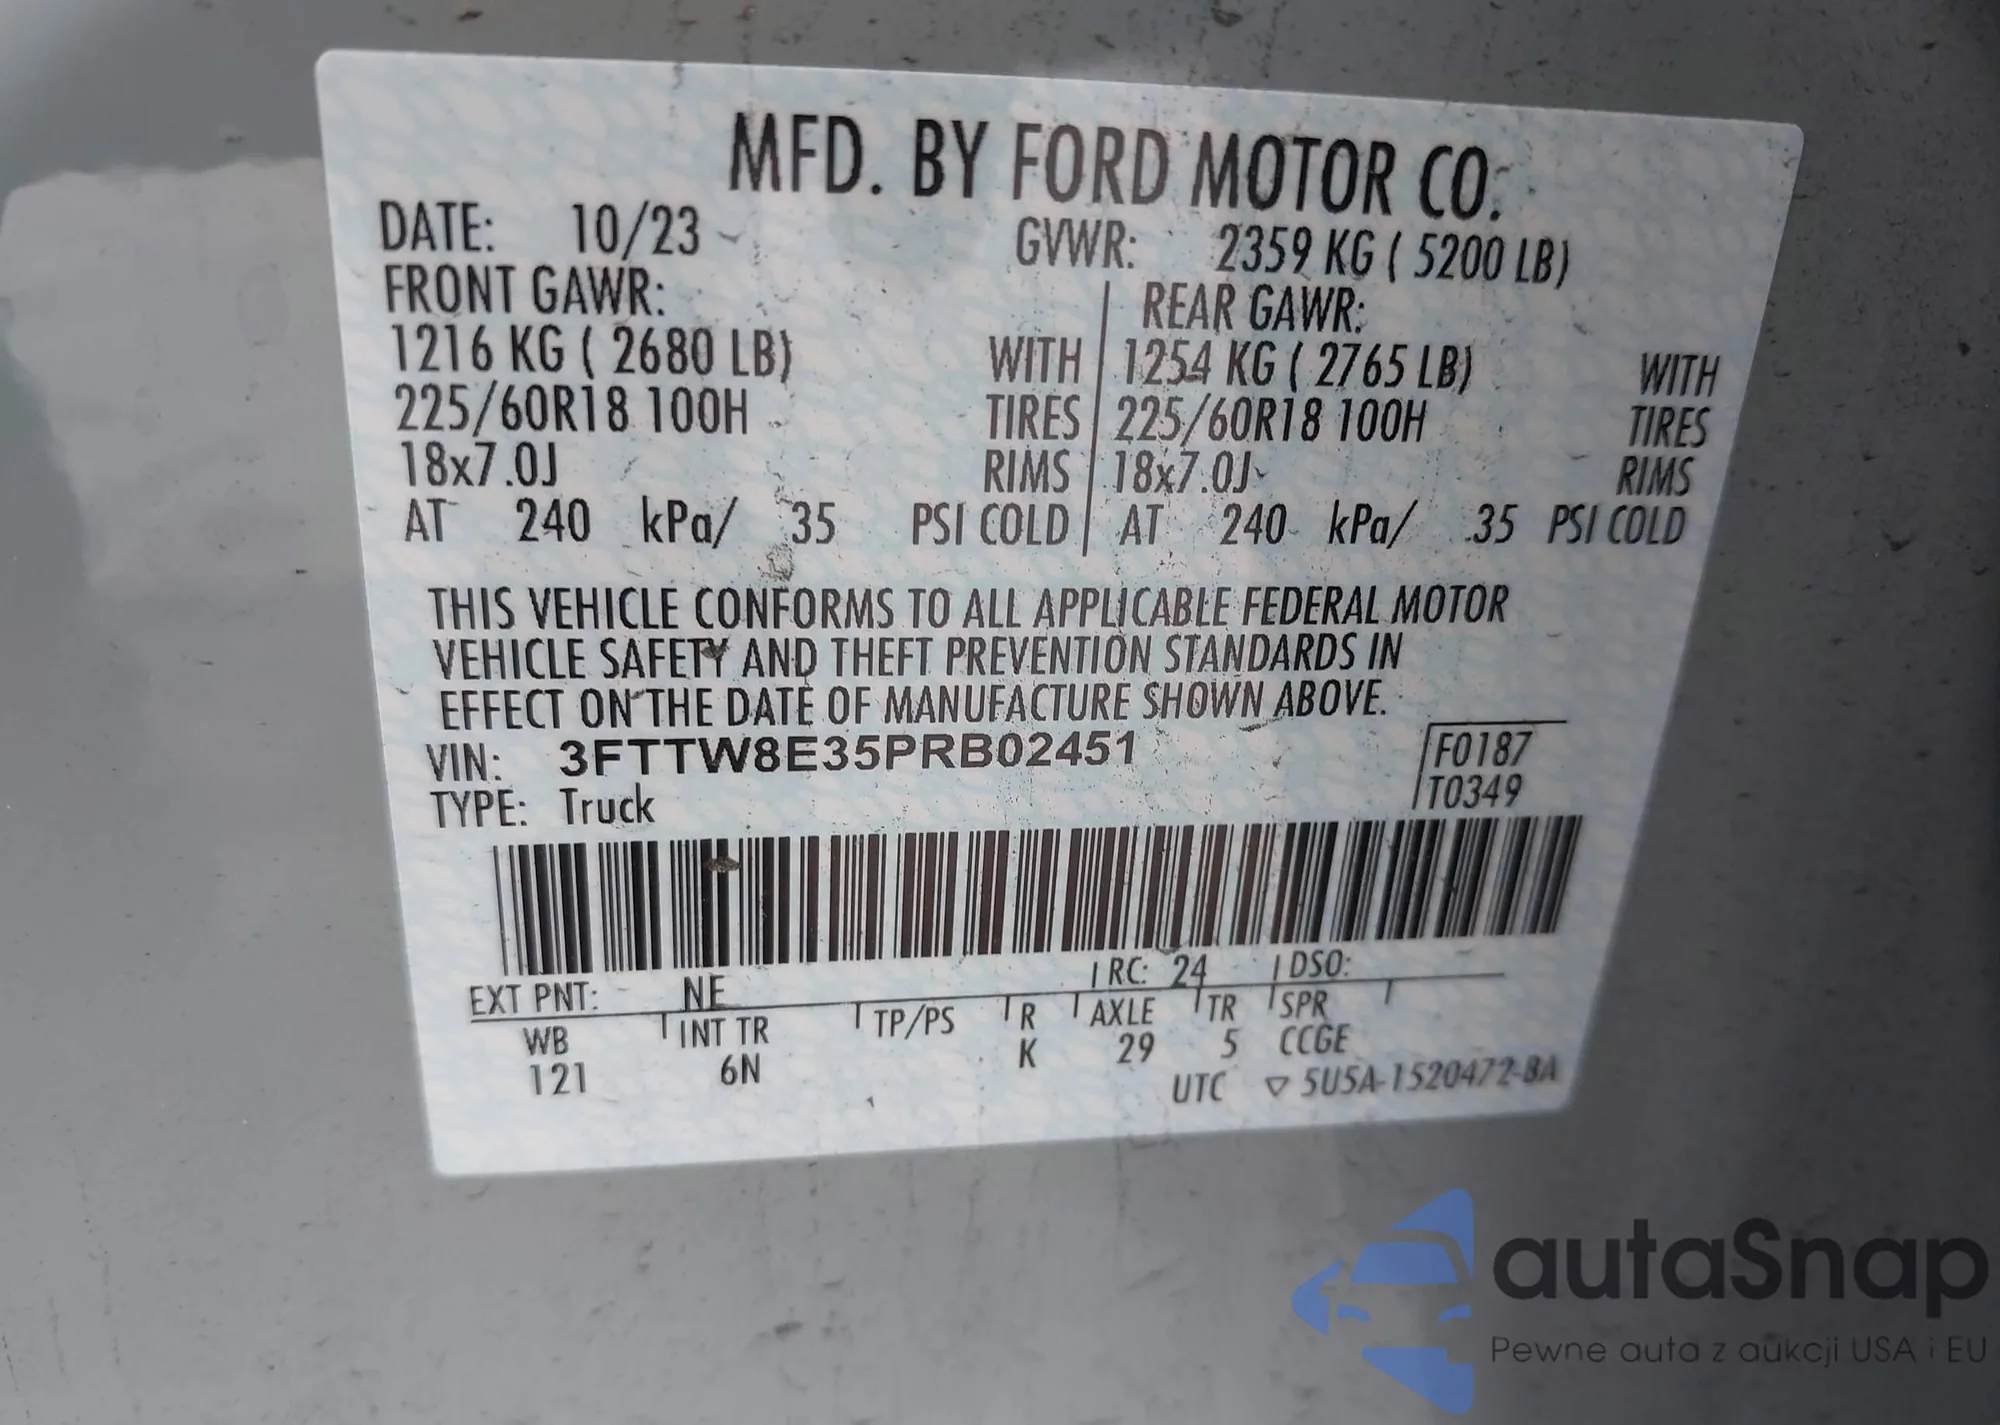 MFD. BY FORD MOTOR CO.
DATE: 10/23 GVWR: 2359 KG ( 5200 LB)
FRONT GAWR: REAR GAWR:
1216 KG ( 2680 LB) WITH 1254 KG ( 2765 LB) WITH
225/60R18 100H TIRES 225/60R18 100H TIRES
18x7.0J RIMS 18x7.0J RIMS
AT 240 kPa/ 35 PSI COLD AT 240 kPa/ 35 PSI COLD
THIS VEHICLE CONFORMS TO ALL APPLICABLE FEDERAL MOTOR
VEHICLE SAFETY AND THEFT PREVENTION STANDARDS IN
EFFECT ON THE DATE OF MANUFACTURE SHOWN ABOVE.
VIN: 3FTTW8E35PRB02451 F0187
TYPE: Truck T0349
EXT PNT: NE RC: 24 DSO:
WB INT TR TP/PS R AXLE TR SPR
121 6N K 29 5 CCGE
UTC ▽ 5U5A-1520472-BA
autaSnap
Pewne auta z aukcji USA i EU